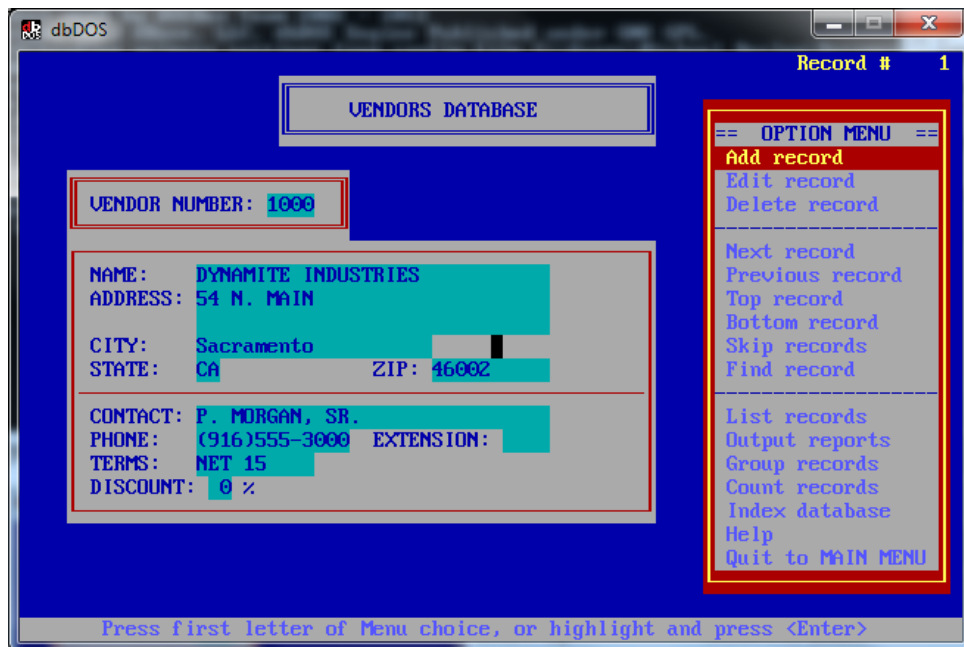 dbDOS
Record # 1
VENDORS DATABASE
VENDOR NUMBER: 1000
NAME: DYNAMITE INDUSTRIES
ADDRESS: 54 N. MAIN
CITY: Sacramento
STATE: CA ZIP: 46002
CONTACT: P. MORGAN, SR.
PHONE: (916)555-3000 EXTENSION:
TERMS: NET 15
DISCOUNT: 0 %
== OPTION MENU ==
Add record
Edit record
Delete record
Next record
Previous record
Top record
Bottom record
Skip records
Find record
List records
Output reports
Group records
Count records
Index database
Help
Quit to MAIN MENU
Press first letter of Menu choice, or highlight and press <Enter>